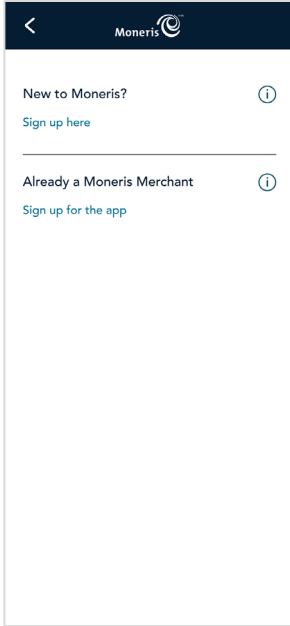 Moneris
New to Moneris?
Sign up here
Already a Moneris Merchant
Sign up for the app